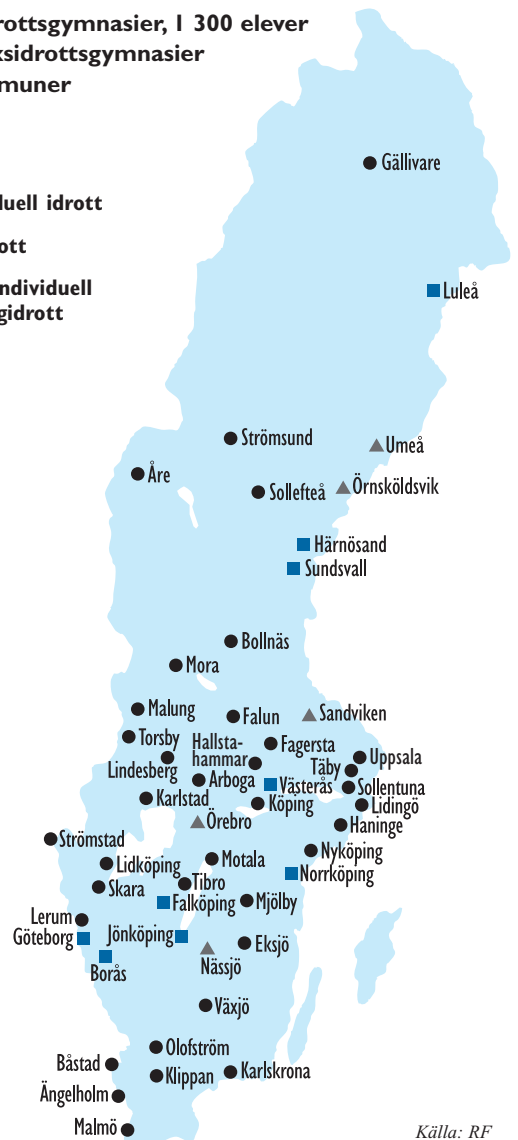 rottsgymnasier, 1 300 elever
ksidrottsgymnasier
muner
Gällivare
duell idrott
ott
ndividuell
gidrott
Luleå
Strömsund
Umeå
Åre
Sollefteå
Örnsköldsvik
Härnösand
Sundsvall
Bollnäs
Mora
Malung
Falun
Sandviken
Torsby
Hallsta-
hammar
Fagersta
Uppsala
Lindesberg
Täby
Arboga
Västerås
Sollentuna
Karlstad
Köping
Lidingö
Örebro
Haninge
Strömstad
Motala
Nyköping
Lidköping
Norrköping
Skara
Tibro
Falköping
Mjölby
Lerum
Göteborg
Jönköping
Eksjö
Borås
Nässjö
Växjö
Olofström
Båstad
Klippan
Karlskrona
Ängelholm
Malmö
Källa: RF